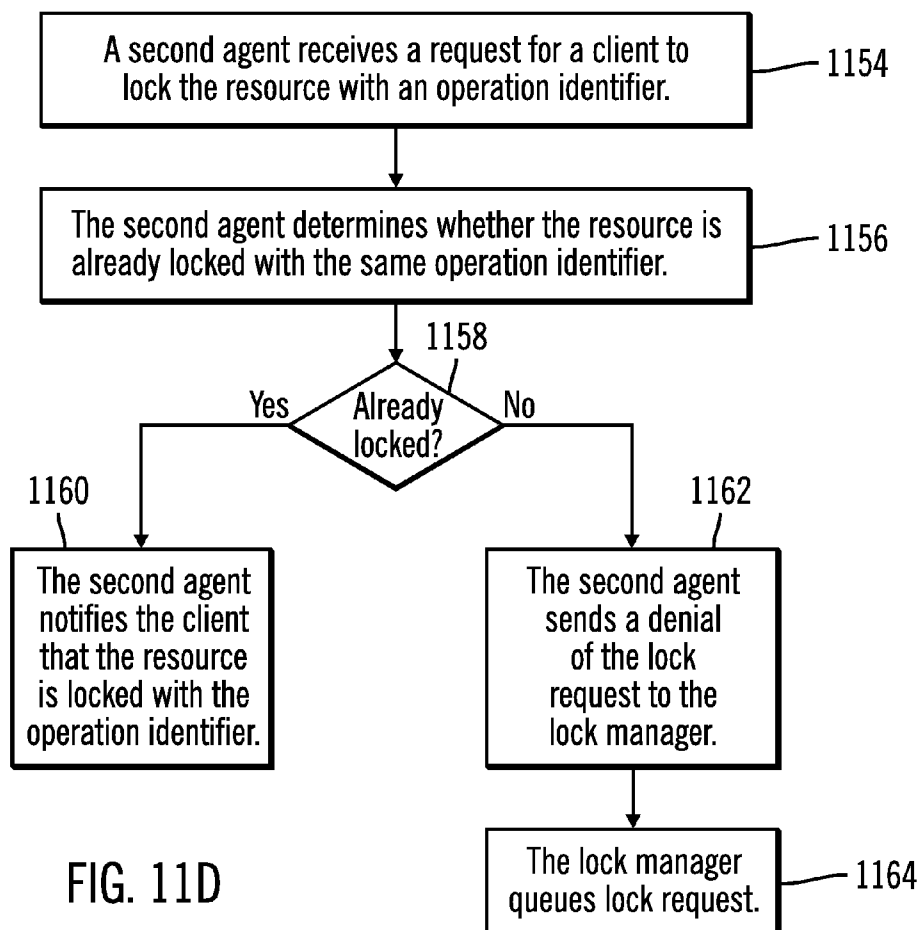 A second agent receives a request for a client to
lock the resource with an operation identifier.
1154
The second agent determines whether the resource is
already locked with the same operation identifier.
1156
1158
Yes
Already
locked?
No
1160
The second agent
notifies the client
that the resource
is locked with the
operation identifier.
1162
The second agent
sends a denial
of the lock
request to the
lock manager.
The lock manager
queues lock request.
1164
FIG. 11D